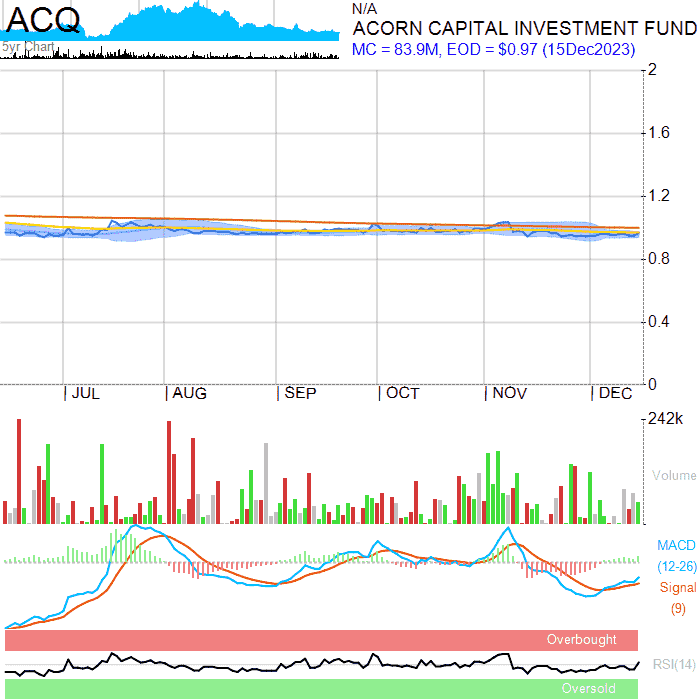 ACQ
5yr Chart
N/A
ACORN CAPITAL INVESTMENT FUND
MC = 83.9M, EOD = $0.97 (15Dec2023)
2
1.6
1.2
0.8
0.4
0
JUL AUG SEP OCT NOV DEC
242k
Volume
MACD
(12-26)
Signal
(9)
Overbought
RSI(14)
Oversold